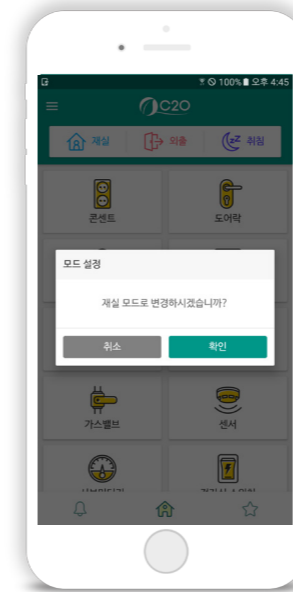 100% 오후 4:45
C2O
재실 외출 취침
콘센트 도어락
모드 설정
재실 모드로 변경하시겠습니까?
취소 확인
가스밸브 센서